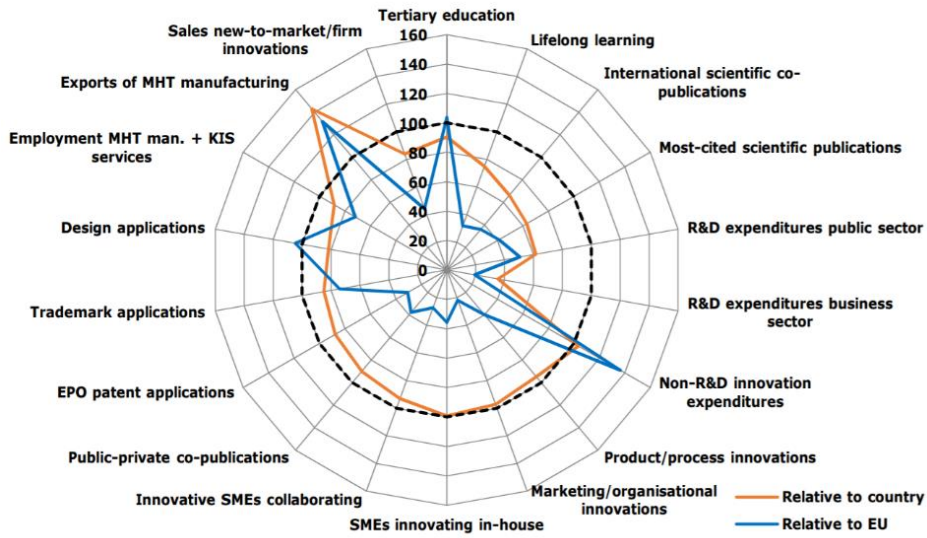 Tertiary education
Sales new-to-market/firm
innovations
Lifelong learning
Exports of MHT manufacturing
International scientific co-
publications
Employment MHT man. + KIS
services
Most-cited scientific publications
Design applications
R&D expenditures public sector
Trademark applications
R&D expenditures business
sector
EPO patent applications
Non-R&D innovation
expenditures
Public-private co-publications
Product/process innovations
Innovative SMEs collaborating
Marketing/organisational
innovations
SMEs innovating in-house
160
140
120
100
80
60
40
20
0
Relative to country
Relative to EU